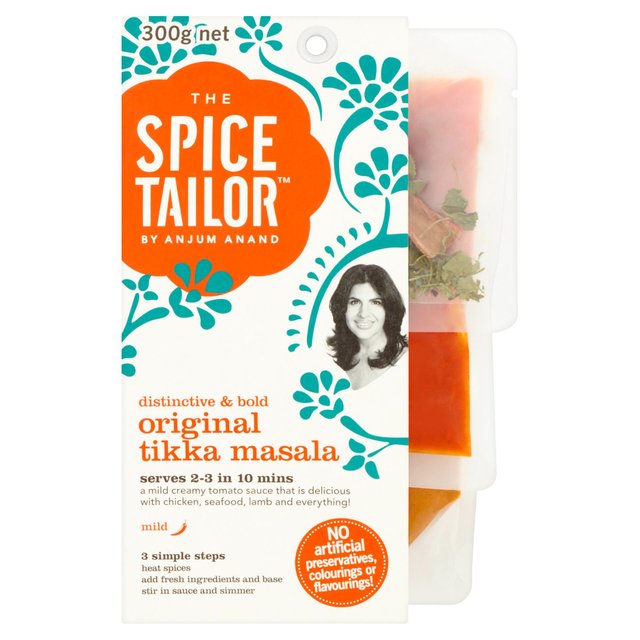 300g net
THE
SPICE
TAILOR™
BY ANJUM ANAND
distinctive & bold
original
tikka masala
serves 2-3 in 10 mins
a mild creamy tomato sauce that is delicious
with chicken, seafood, lamb and everything!
mild
3 simple steps
heat spices
add fresh ingredients and base
stir in sauce and simmer
NO
artificial
preservatives,
colourings or
flavourings!